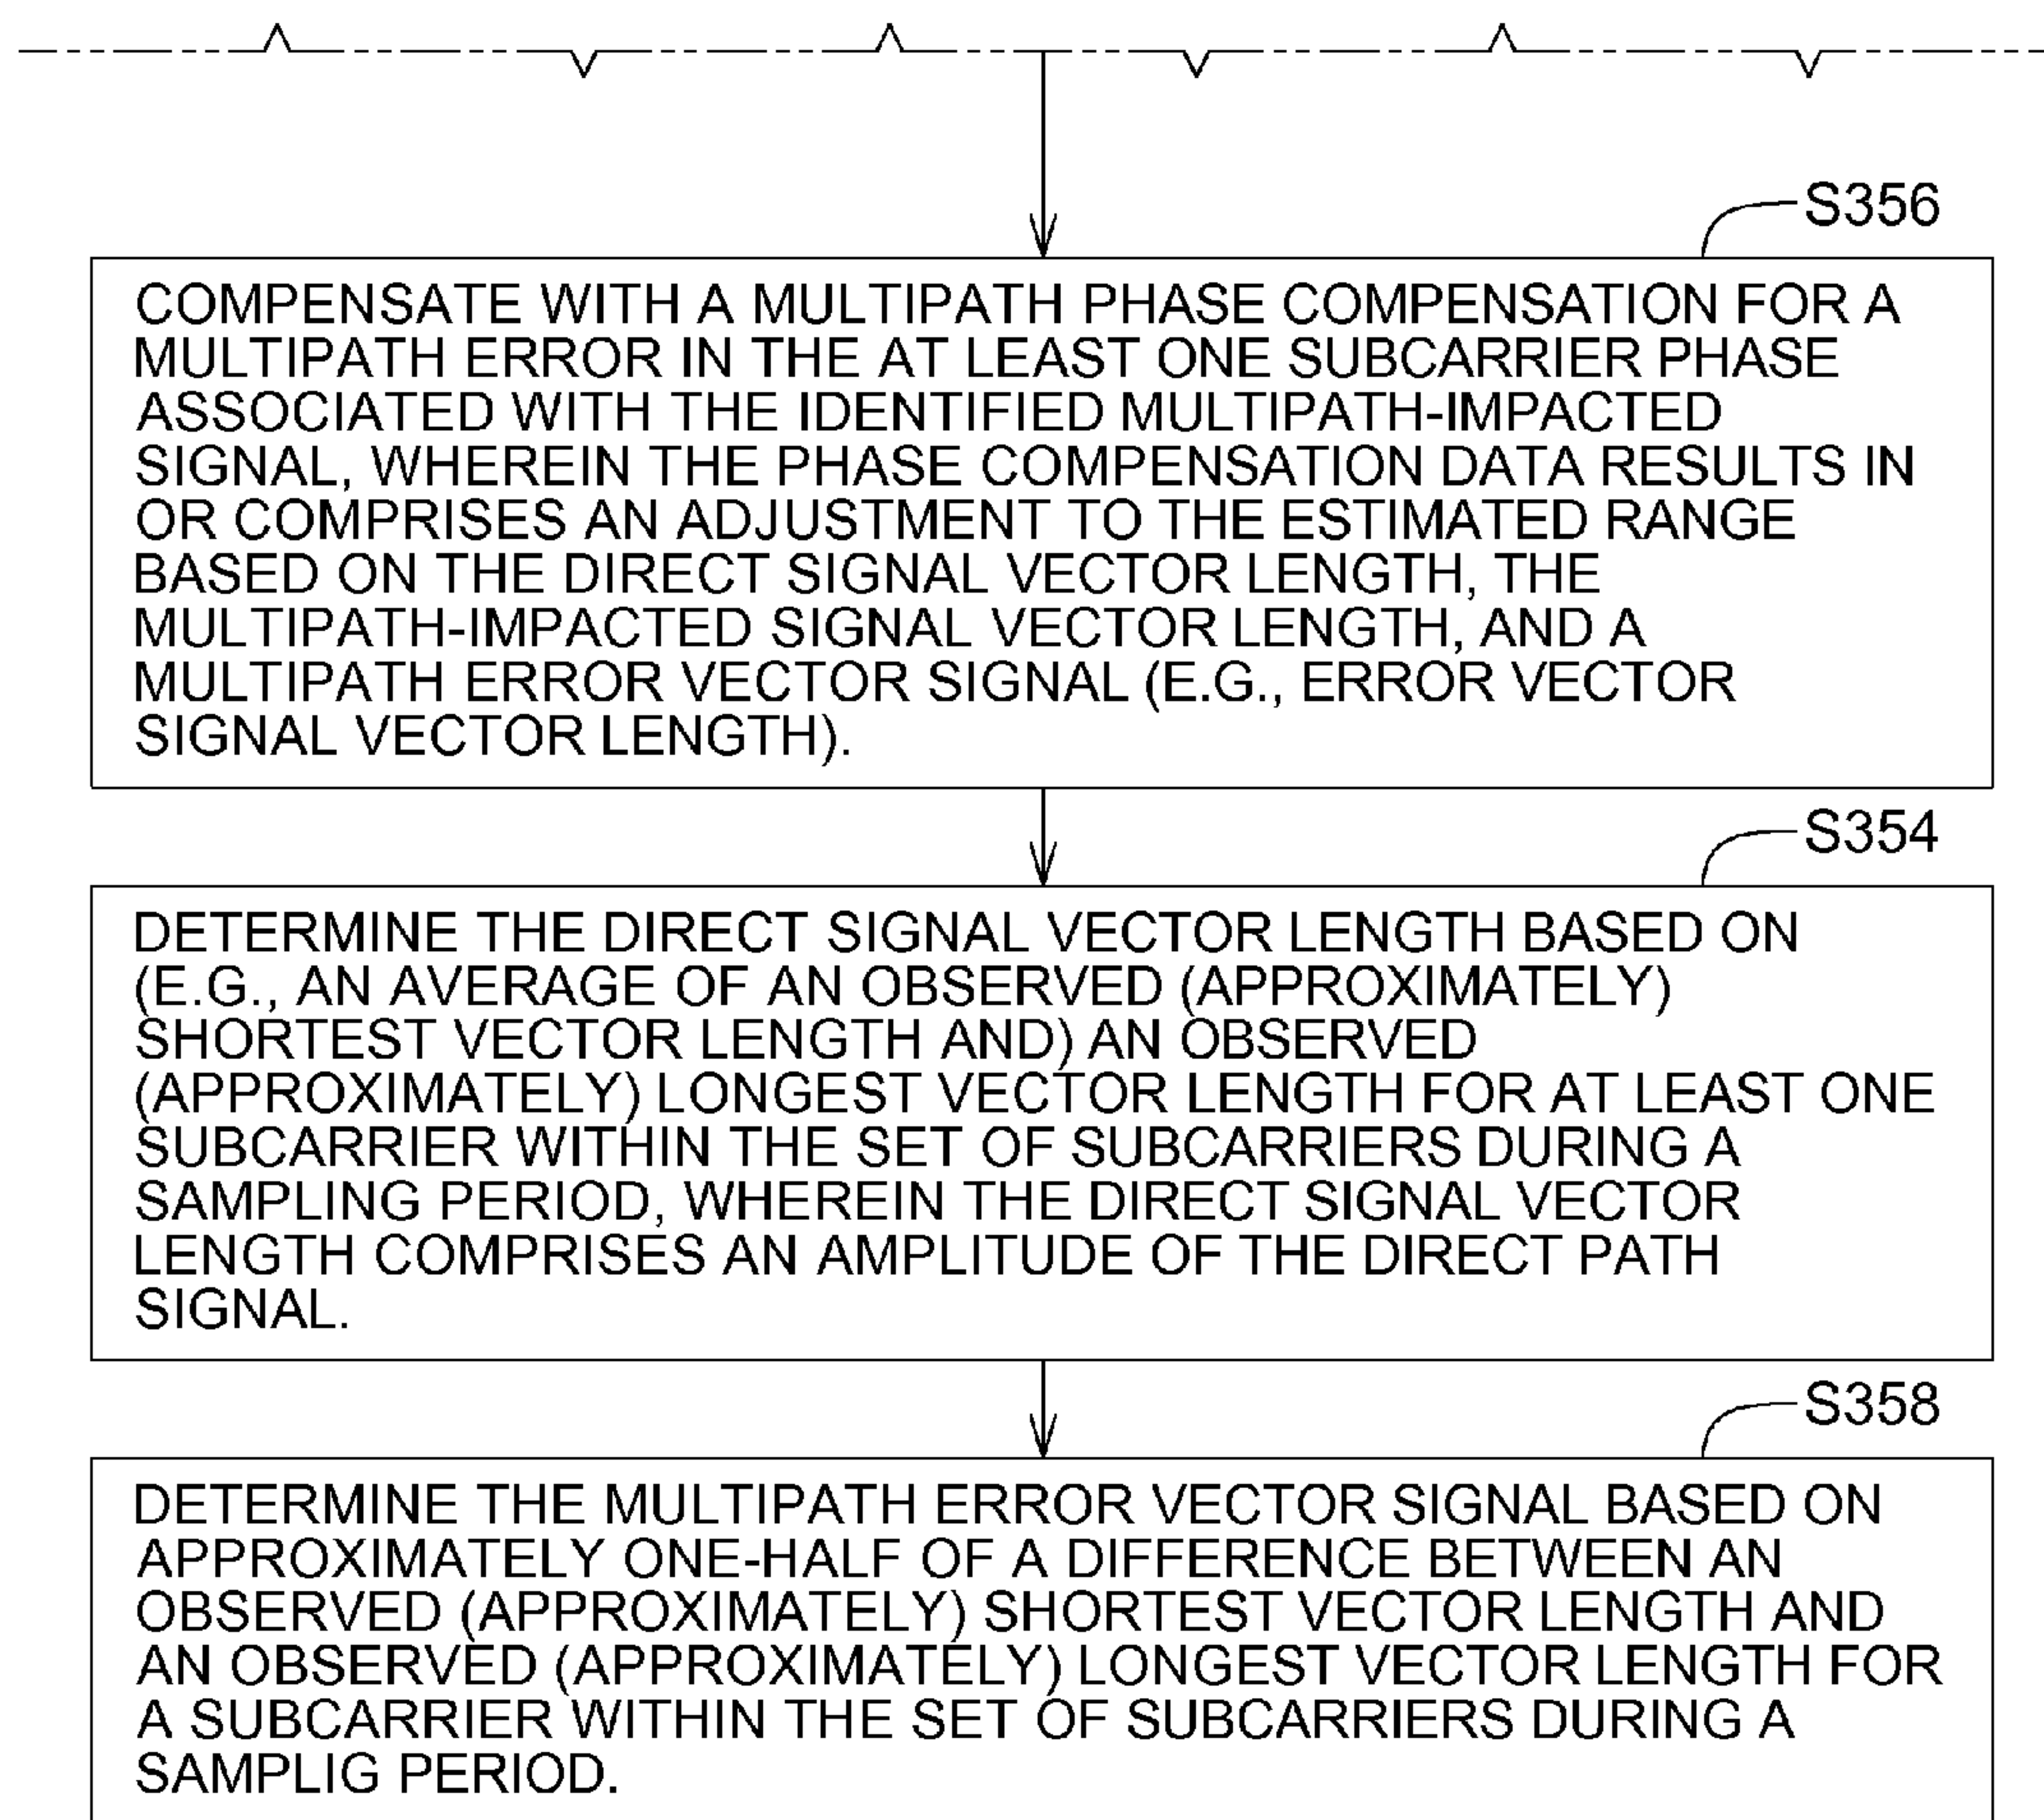 S356
COMPENSATE WITH A MULTIPATH PHASE COMPENSATION FOR A
MULTIPATH ERROR IN THE AT LEAST ONE SUBCARRIER PHASE
ASSOCIATED WITH THE IDENTIFIED MULTIPATH-IMPACTED
SIGNAL, WHEREIN THE PHASE COMPENSATION DATA RESULTS IN
OR COMPRISES AN ADJUSTMENT TO THE ESTIMATED RANGE
BASED ON THE DIRECT SIGNAL VECTOR LENGTH, THE
MULTIPATH-IMPACTED SIGNAL VECTOR LENGTH, AND A
MULTIPATH ERROR VECTOR SIGNAL (E.G., ERROR VECTOR
SIGNAL VECTOR LENGTH).
S354
DETERMINE THE DIRECT SIGNAL VECTOR LENGTH BASED ON
(E.G., AN AVERAGE OF AN OBSERVED (APPROXIMATELY)
SHORTEST VECTOR LENGTH AND) AN OBSERVED
(APPROXIMATELY) LONGEST VECTOR LENGTH FOR AT LEAST ONE
SUBCARRIER WITHIN THE SET OF SUBCARRIERS DURING A
SAMPLING PERIOD, WHEREIN THE DIRECT SIGNAL VECTOR
LENGTH COMPRISES AN AMPLITUDE OF THE DIRECT PATH
SIGNAL.
S358
DETERMINE THE MULTIPATH ERROR VECTOR SIGNAL BASED ON
APPROXIMATELY ONE-HALF OF A DIFFERENCE BETWEEN AN
OBSERVED (APPROXIMATELY) SHORTEST VECTOR LENGTH AND
AN OBSERVED (APPROXIMATELY) LONGEST VECTOR LENGTH FOR
A SUBCARRIER WITHIN THE SET OF SUBCARRIERS DURING A
SAMPLIG PERIOD.